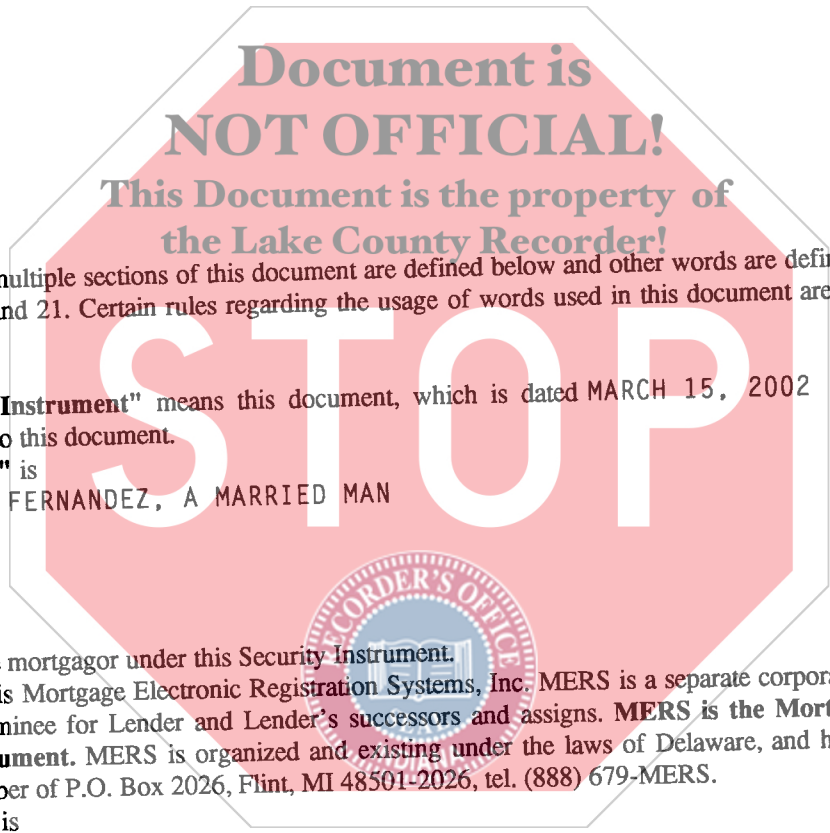 Document is
NOT OFFICIAL!
This Document is the property of
the Lake County Recorder!
multiple sections of this document are defined below and other words are defin
nd 21. Certain rules regarding the usage of words used in this document are
STOP
Instrument" means this document, which is dated MARCH 15, 2002
o this document.
" is
FERNANDEZ, A MARRIED MAN
RECORDER'S OFFICE
mortgagor under this Security Instrument.
is Mortgage Electronic Registration Systems, Inc. MERS is a separate corpora
minee for Lender and Lender's successors and assigns. MERS is the Mort
ument. MERS is organized and existing under the laws of Delaware, and h
ber of P.O. Box 2026, Flint, MI 48501-2026, tel. (888) 679-MERS.
INDIANA
is